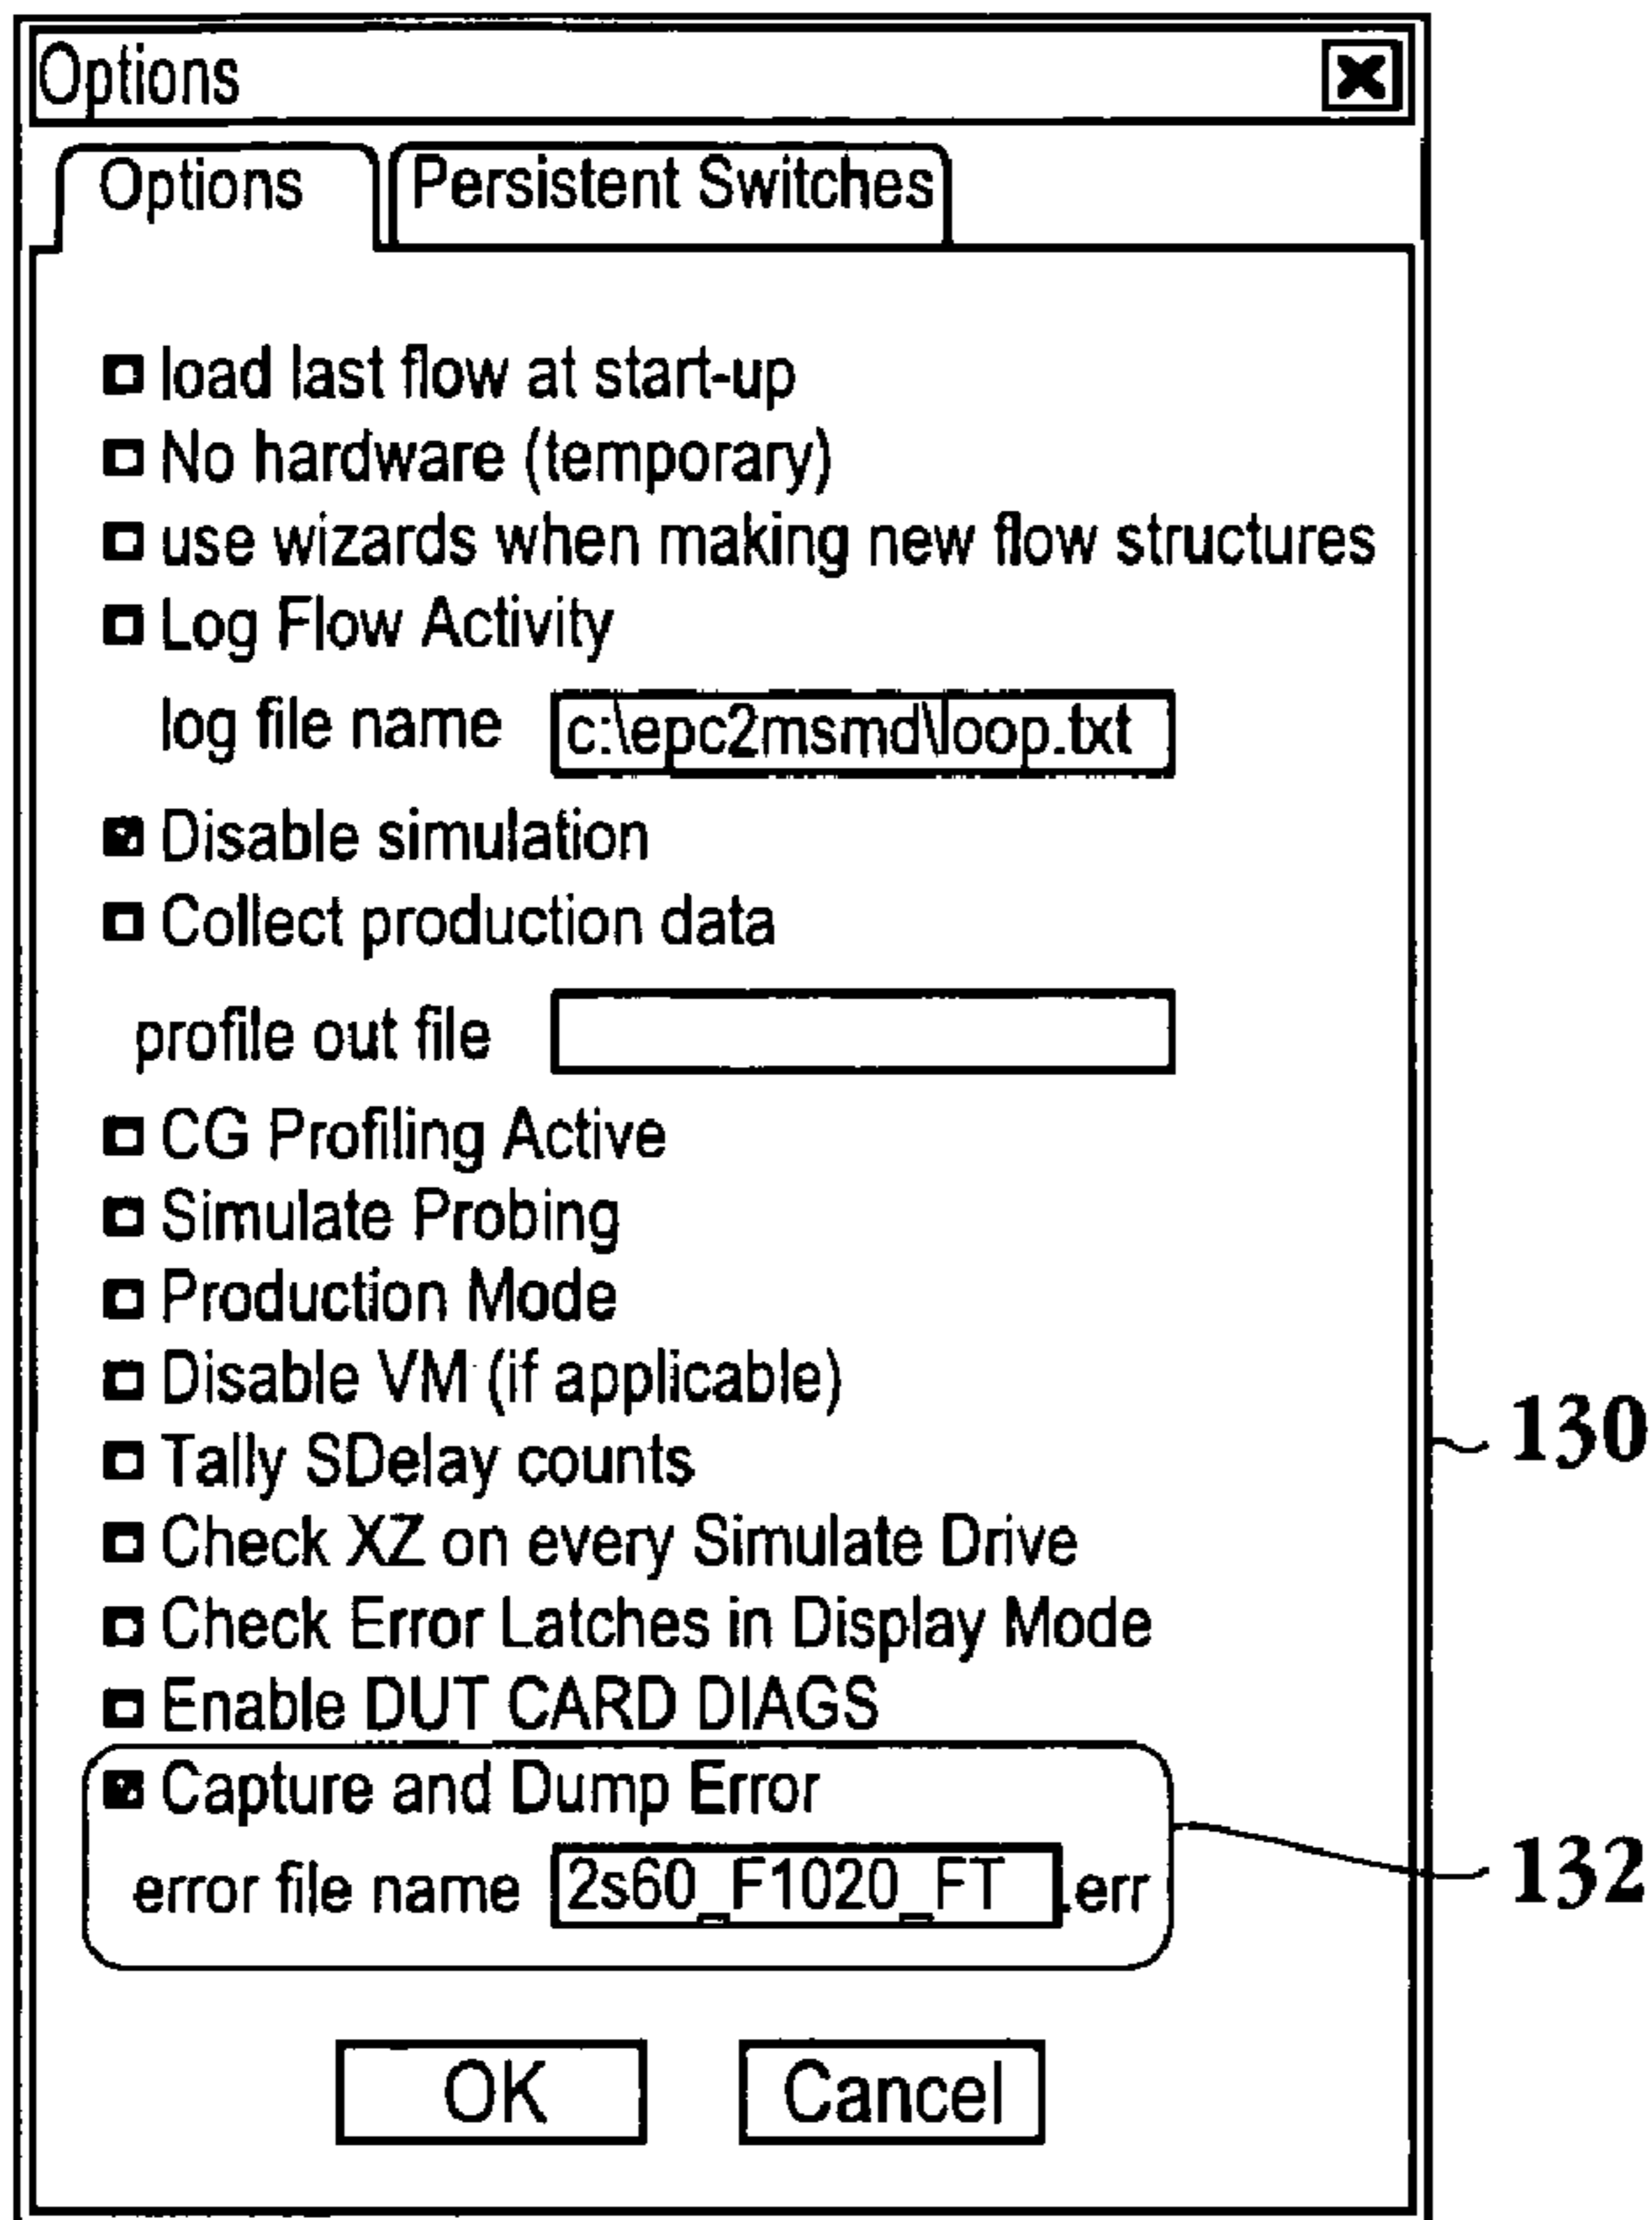 Options
Options Persistent Switches
load last flow at start-up
No hardware (temporary)
use wizards when making new flow structures
Log Flow Activity
log file name c:\epc2msmd\loop.txt
Disable simulation
Collect production data
profile out file
CG Profiling Active
Simulate Probing
Production Mode
Disable VM (if applicable)
130
Tally SDelay counts
Check XZ on every Simulate Drive
Check Error Latches in Display Mode
Enable DUT CARD DIAGS
Capture and Dump Error
error file name 2s60_F1020_FT .err
132
OK Cancel